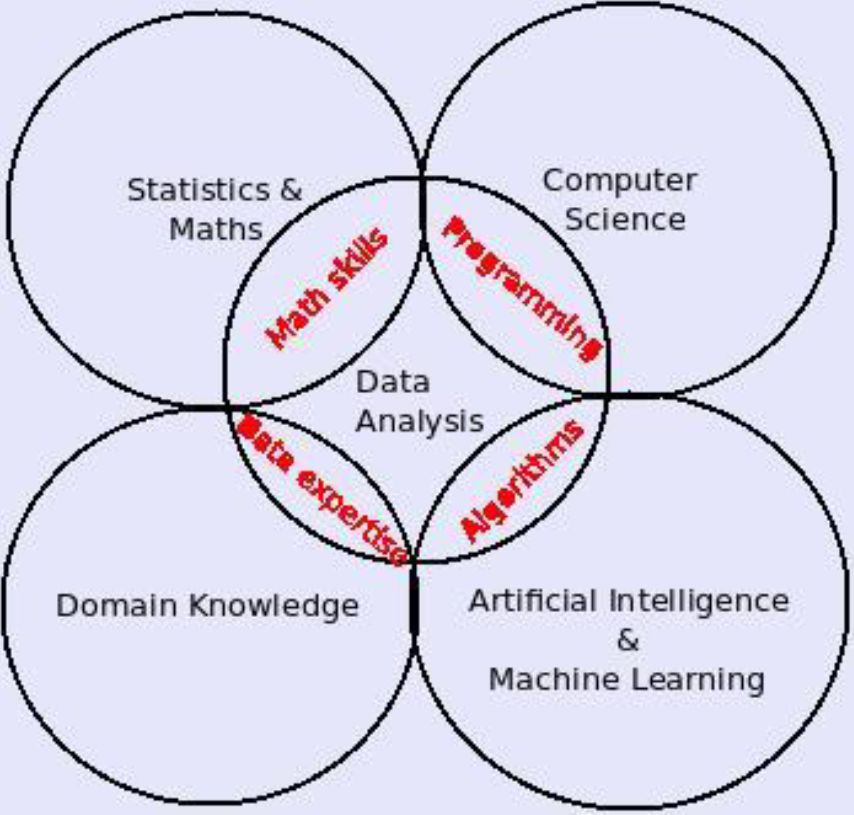 Statistics &
Maths
Computer
Science
Math skills
Programming
Data
Analysis
Data expertise
Algorithms
Domain Knowledge
Artificial Intelligence
&
Machine Learning